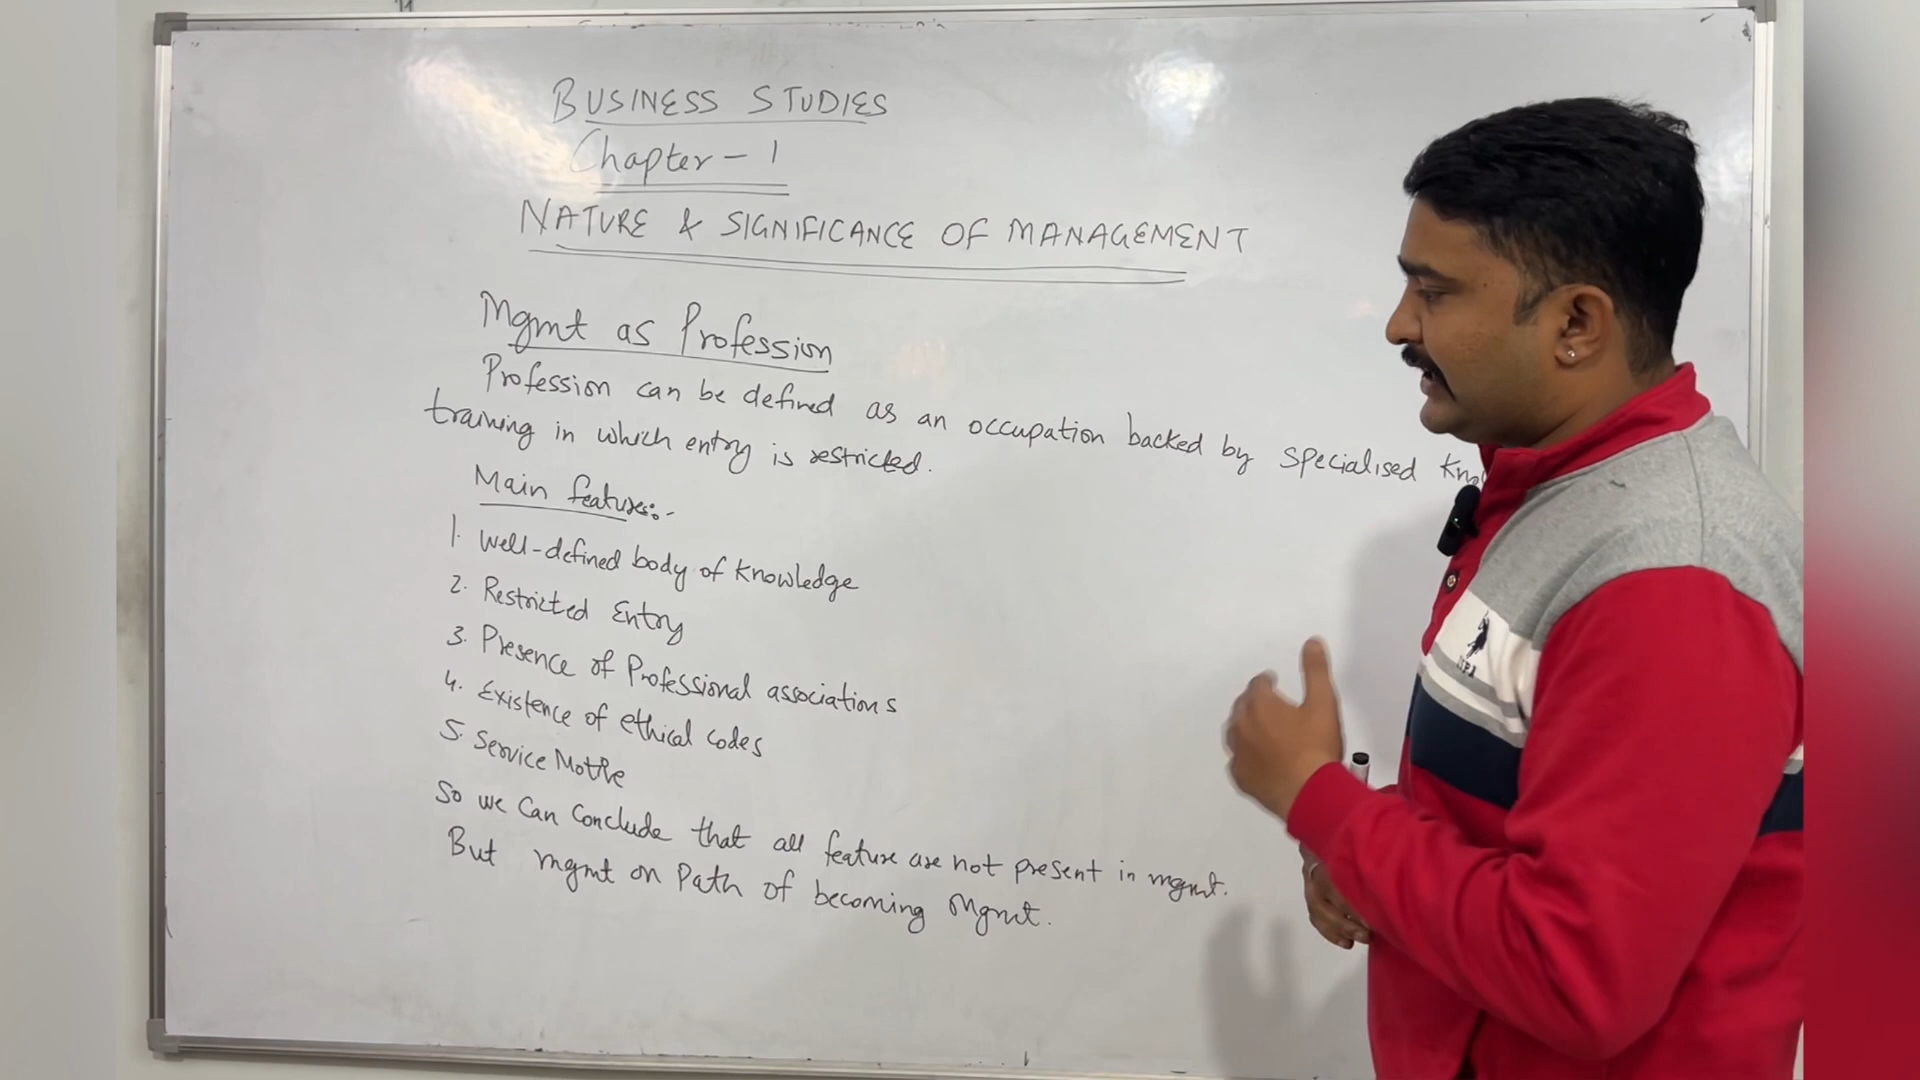 BUSINESS STUDIES
Chapter - 1
NATURE & SIGNIFICANCE OF MANAGEMENT
Mgmt as Profession
Profession can be defined as an occupation backed by specialised
training in which entry is restricted.
Main features:-
1. Well-defined body of knowledge
2. Restricted Entry
3. Presence of Professional associations
4. Existence of ethical codes
5. Service Motive
So we can conclude that all feature are not present in mgmt.
But mgmt on Path of becoming Mgmt.